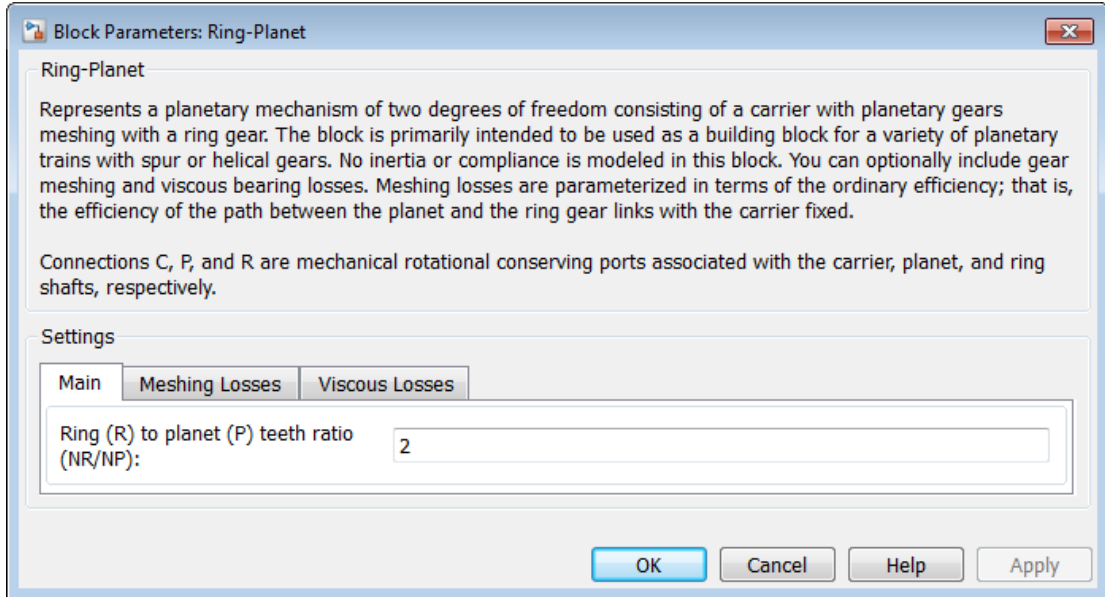 Block Parameters: Ring-Planet
Ring-Planet
Represents a planetary mechanism of two degrees of freedom consisting of a carrier with planetary gears
meshing with a ring gear. The block is primarily intended to be used as a building block for a variety of planetary
trains with spur or helical gears. No inertia or compliance is modeled in this block. You can optionally include gear
meshing and viscous bearing losses. Meshing losses are parameterized in terms of the ordinary efficiency; that is,
the efficiency of the path between the planet and the ring gear links with the carrier fixed.
Connections C, P, and R are mechanical rotational conserving ports associated with the carrier, planet, and ring
shafts, respectively.
Settings
Main Meshing Losses Viscous Losses
Ring (R) to planet (P) teeth ratio
(NR/NP):
2
OK Cancel Help Apply